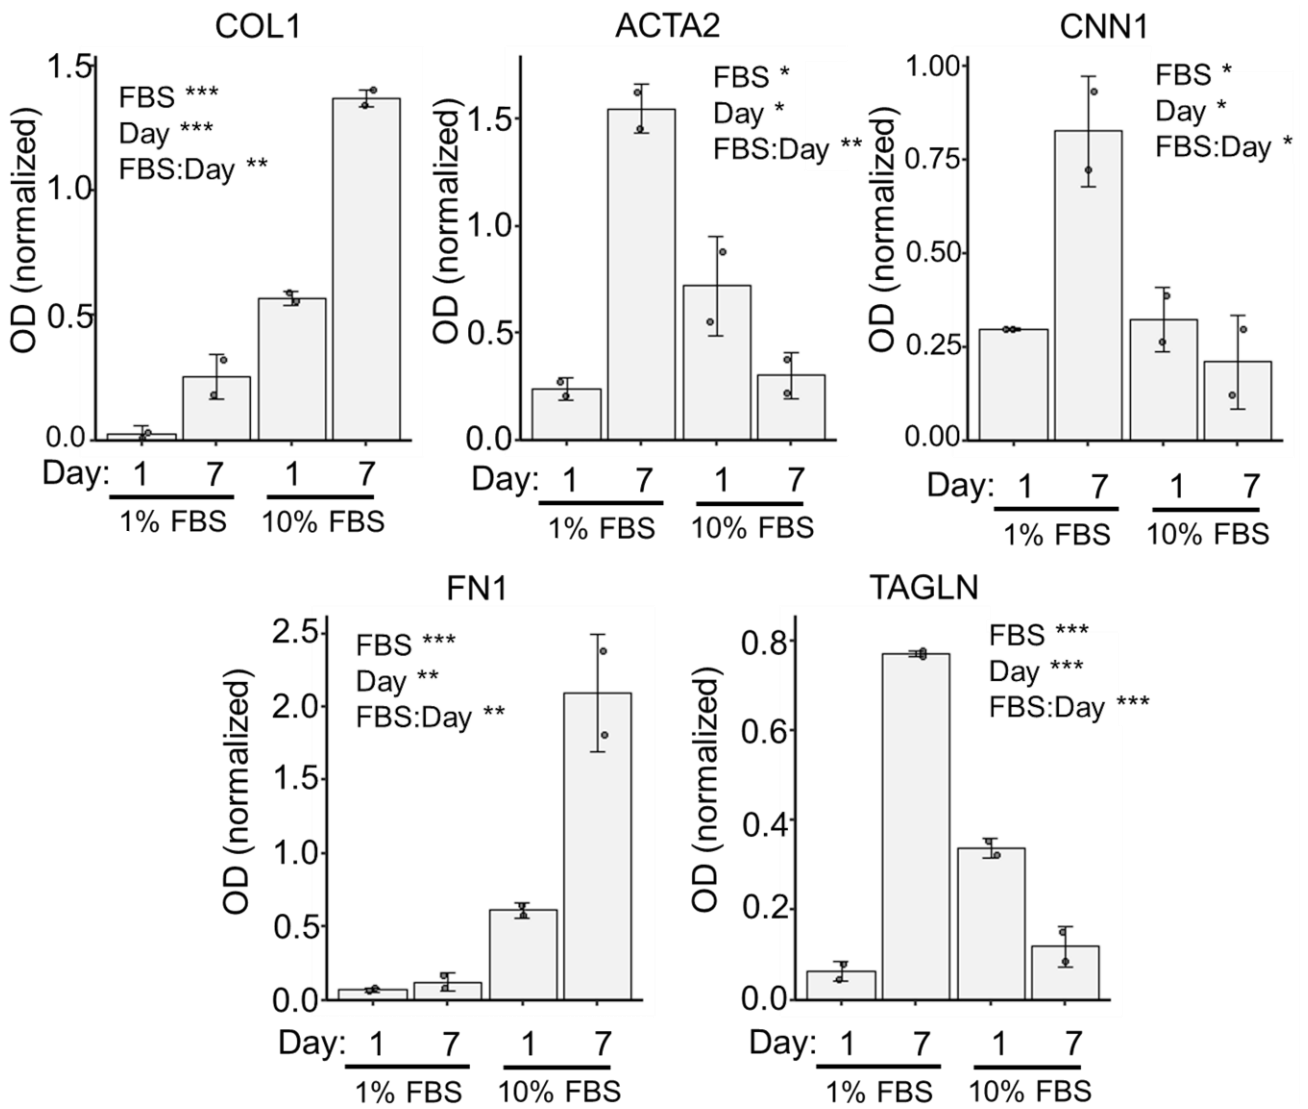 COL1
OD (normalized)
1.5
1.0
0.5
0.0
FBS ***
Day ***
FBS:Day **
Day: 1 7 1 7
1% FBS 10% FBS
ACTA2
OD (normalized)
1.5
1.0
0.5
0.0
FBS *
Day *
FBS:Day **
Day: 1 7 1 7
1% FBS 10% FBS
CNN1
OD (normalized)
1.00
0.75
0.50
0.25
0.00
FBS *
Day *
FBS:Day *
Day: 1 7 1 7
1% FBS 10% FBS
FN1
OD (normalized)
2.5
2.0
1.5
1.0
0.5
0.0
FBS ***
Day **
FBS:Day **
Day: 1 7 1 7
1% FBS 10% FBS
TAGLN
OD (normalized)
0.8
0.6
0.4
0.2
0.0
FBS ***
Day ***
FBS:Day ***
Day: 1 7 1 7
1% FBS 10% FBS